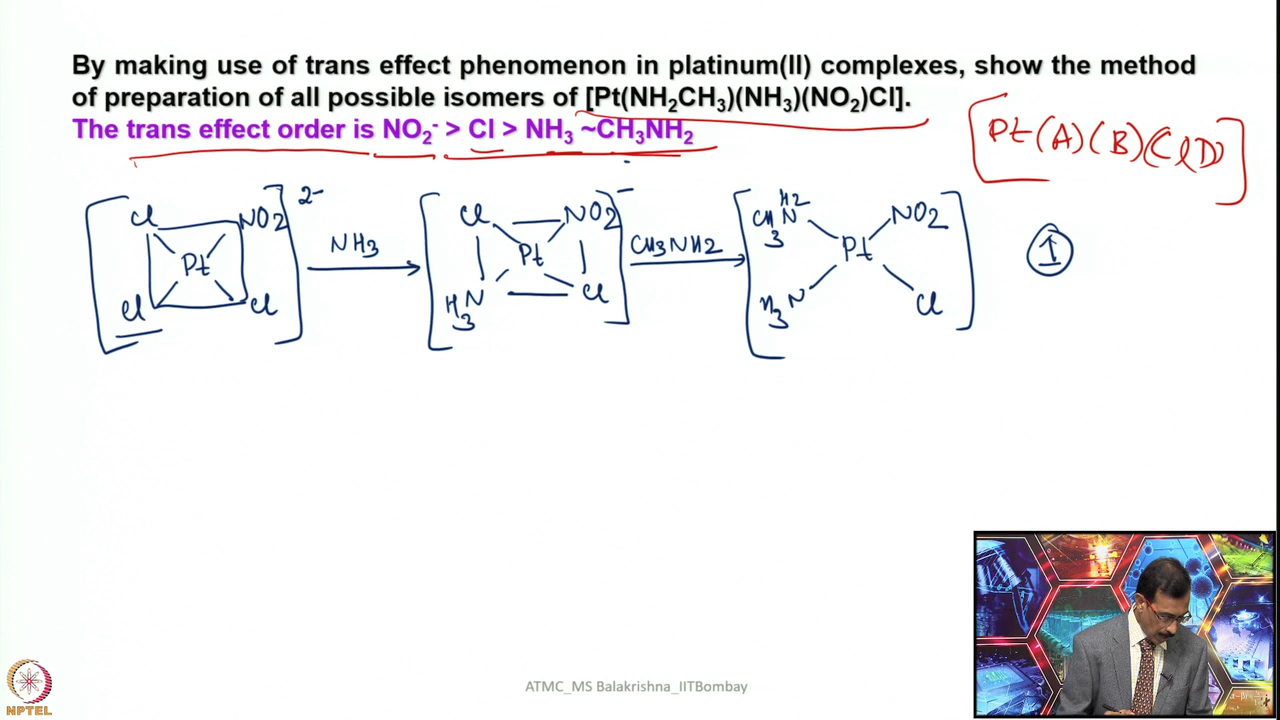 By making use of trans effect phenomenon in platinum(II) complexes, show the method
of preparation of all possible isomers of [Pt(NH₂CH₃)(NH₃)(NO₂)Cl].
The trans effect order is NO₂⁻ > Cl > NH₃ ~CH₃NH₂
Pt(A)(B)(C)(D)
Cl NO2 2-
Pt
Cl Cl
NH3
Cl NO2 -
Pt
H3N Cl
CH3NH2
CH3NH2 NO2
Pt
H3N Cl
1
ATMC_MS Balakrishna_IITBombay
NPTEL